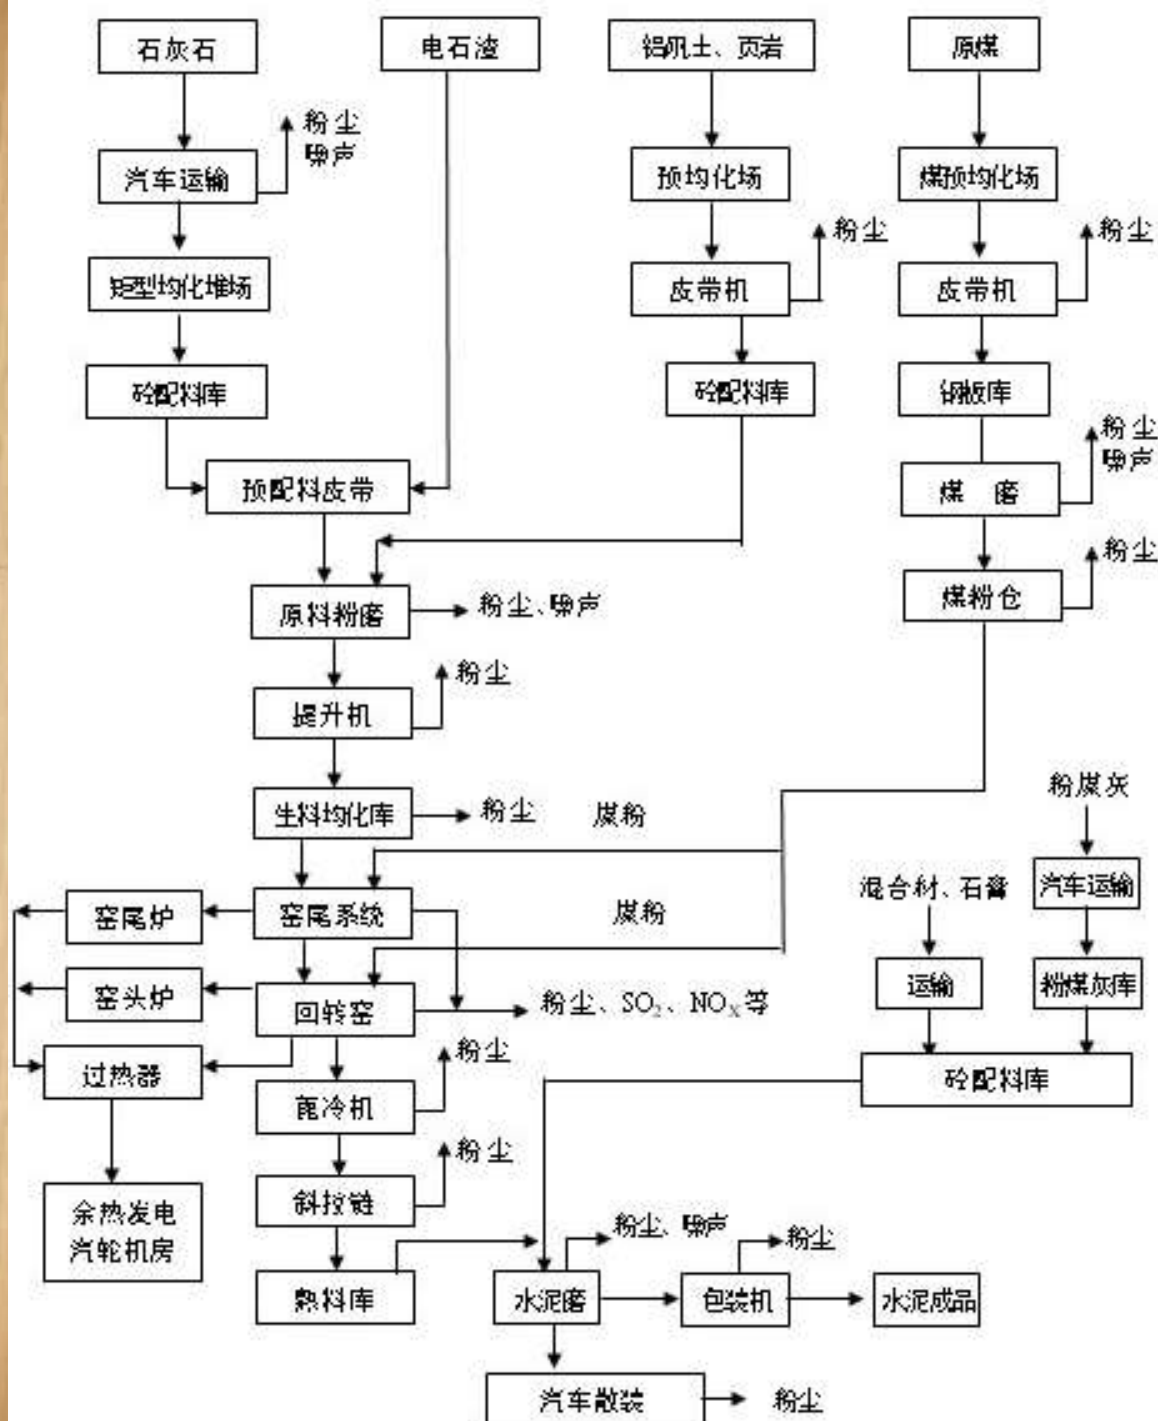 石灰石
电石渣
铝矾土、页岩
原煤
粉尘
噪声
汽车运输
预均化场
煤预均化场
粉尘
粉尘
矩型均化堆场
皮带机
皮带机
砼配料库
砼配料库
钢板库
粉尘
噪声
预配料皮带
煤 磨
粉尘
原料粉磨
粉尘、噪声
煤粉仓
粉尘
提升机
生料均化库
粉尘
煤粉
粉煤灰
混合材、石膏
汽车运输
窑尾炉
窑尾系统
煤粉
窑头炉
回转窑
粉尘、SO₂、NOX等
运输
粉煤灰库
粉尘
过热器
砼配料库
蓖冷机
粉尘
斜拉链
余热发电
汽轮机房
粉尘、噪声
粉尘
熟料库
水泥磨
包装机
水泥成品
汽车散装
粉尘